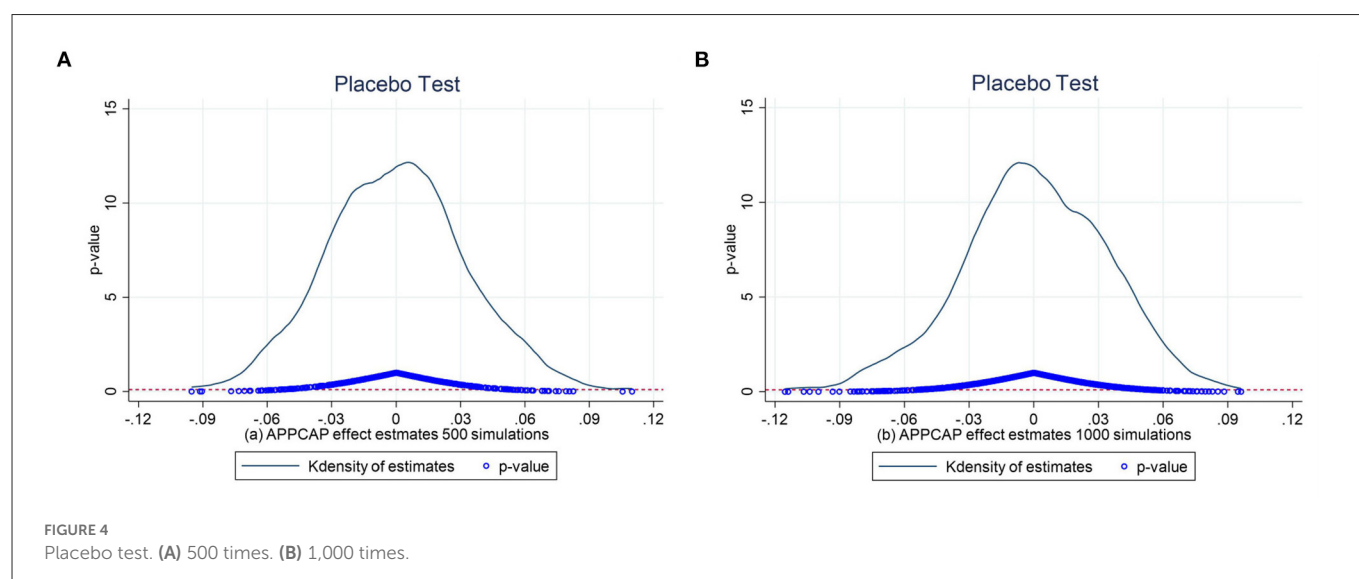 A
Placebo Test
15
10
5
0
p-value
-.12 -.09 -.06 -.03 0 .03 .06 .09 .12
(a) APPCAP effect estmates 500 simulations
Kdensity of estimates p-value
B
Placebo Test
15
10
5
0
p-value
-.12 -.09 -.06 -.03 0 .03 .06 .09 .12
(b) APPCAP effect estmates 1000 simulations
Kdensity of estimates p-value
FIGURE 4
Placebo test. (A) 500 times. (B) 1,000 times.